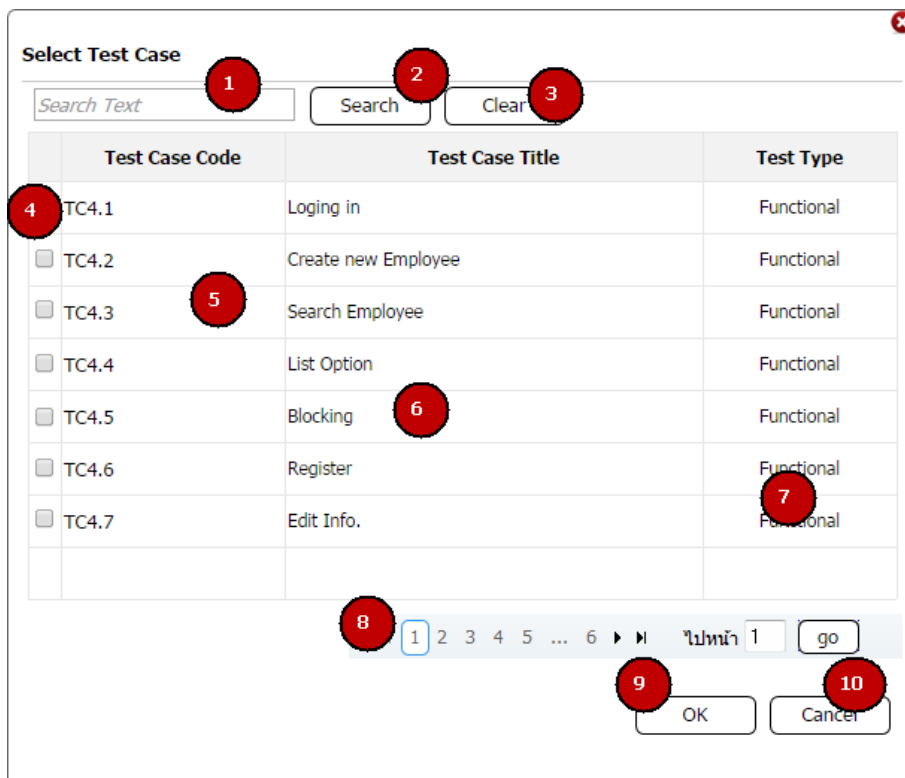 Select Test Case
1 2 3
Search Text Search Clear
Test Case Code Test Case Title Test Type
4 TC4.1 Loging in Functional
TC4.2 Create new Employee Functional
5
TC4.3 Search Employee Functional
TC4.4 List Option Functional
TC4.5 Blocking 6 Functional
TC4.6 Register Functional
7
TC4.7 Edit Info. Functional
8 1 2 3 4 5 ... 6 ไปหน้า 1 go
9 10
OK Cancel